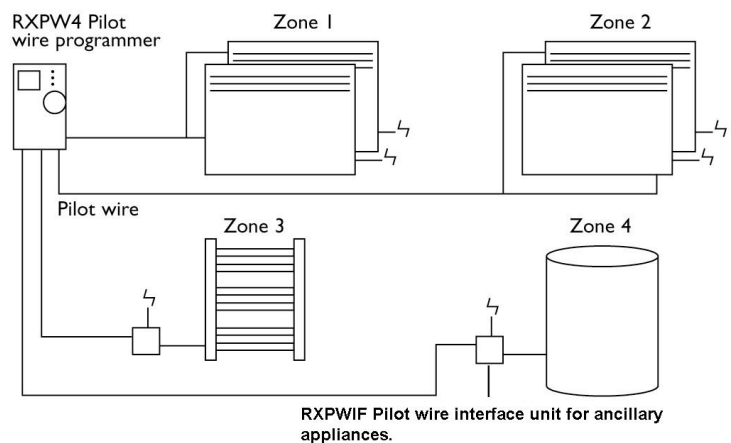 RXPW4 Pilot
wire programmer
Zone 1
Zone 2
Pilot wire
Zone 3
Zone 4
RXPWIF Pilot wire interface unit for ancillary
appliances.